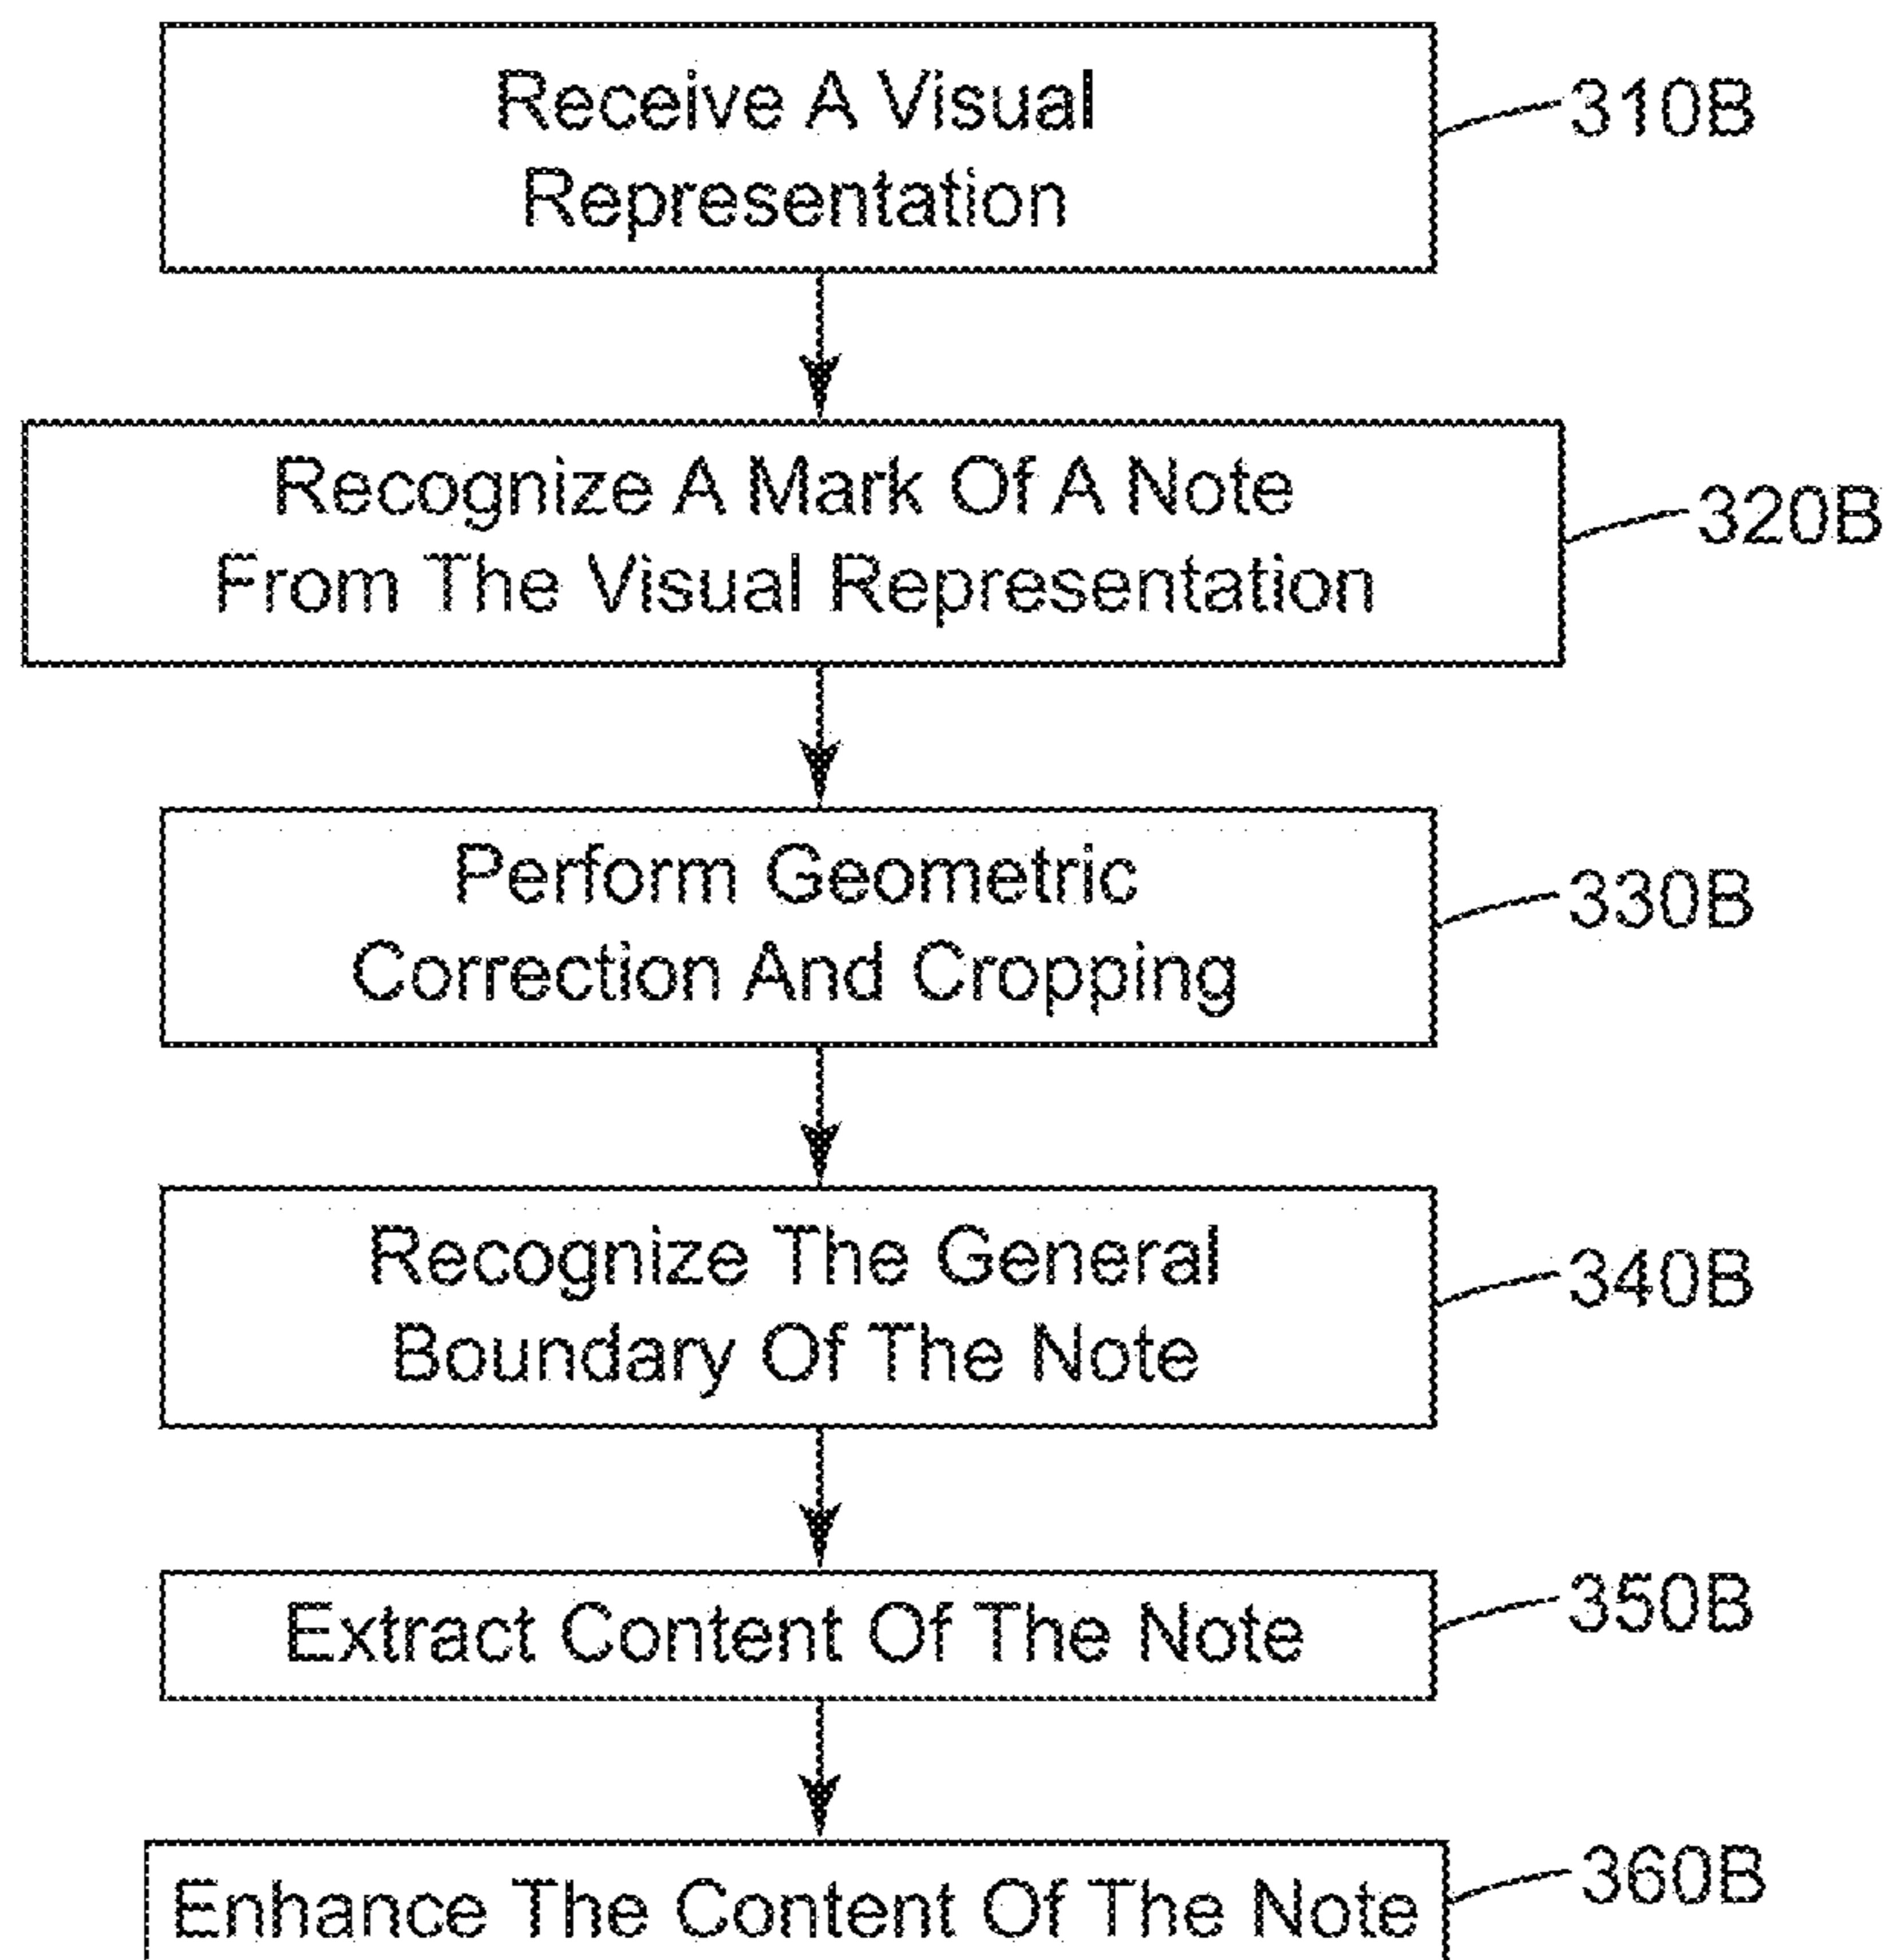 Receive A Visual
Representation
310B
Recognize A Mark Of A Note
From The Visual Representation
320B
Perform Geometric
Correction And Cropping
330B
Recognize The General
Boundary Of The Note
340B
Extract Content Of The Note
350B
Enhance The Content Of The Note
360B